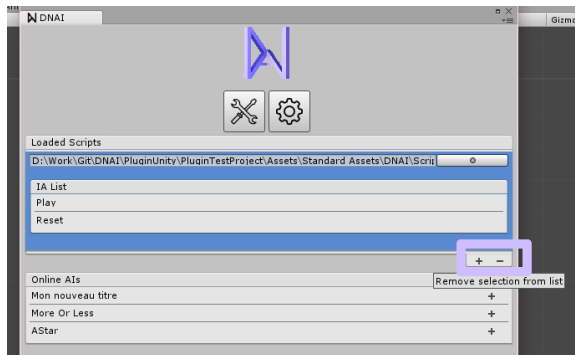 DNAI
Gizmo
Loaded Scripts
D:\Work\Git\DNAI\PluginUnity\PluginTestProject\Assets\Standard Assets\DNAI\Scrip
IA List
Play
Reset
+ −
Online AIs
Remove selection from list
Mon nouveau titre +
More Or Less +
AStar +